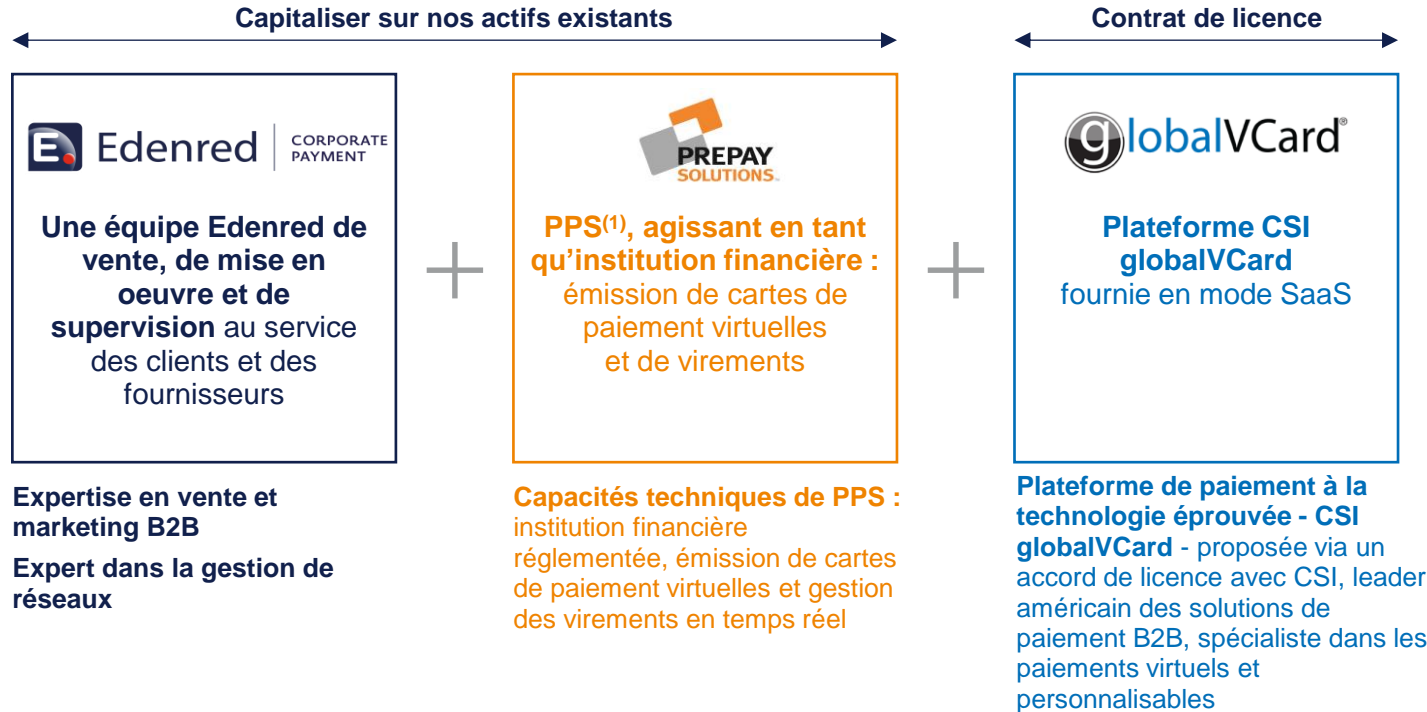 Capitaliser sur nos actifs existants
Contrat de licence
E. Edenred CORPORATE
PAYMENT
Une équipe Edenred de
vente, de mise en
oeuvre et de
supervision au service
des clients et des
fournisseurs
Expertise en vente et
marketing B2B
Expert dans la gestion de
réseaux
+
PREPAY
SOLUTIONS™
PPS(1), agissant en tant
qu’institution financière :
émission de cartes de
paiement virtuelles
et de virements
Capacités techniques de PPS :
institution financière
réglementée, émission de cartes
de paiement virtuelles et gestion
des virements en temps réel
+
globalVCard®
Plateforme CSI
globalVCard
fournie en mode SaaS
Plateforme de paiement à la
technologie éprouvée - CSI
globalVCard - proposée via un
accord de licence avec CSI, leader
américain des solutions de
paiement B2B, spécialiste dans les
paiements virtuels et
personnalisables